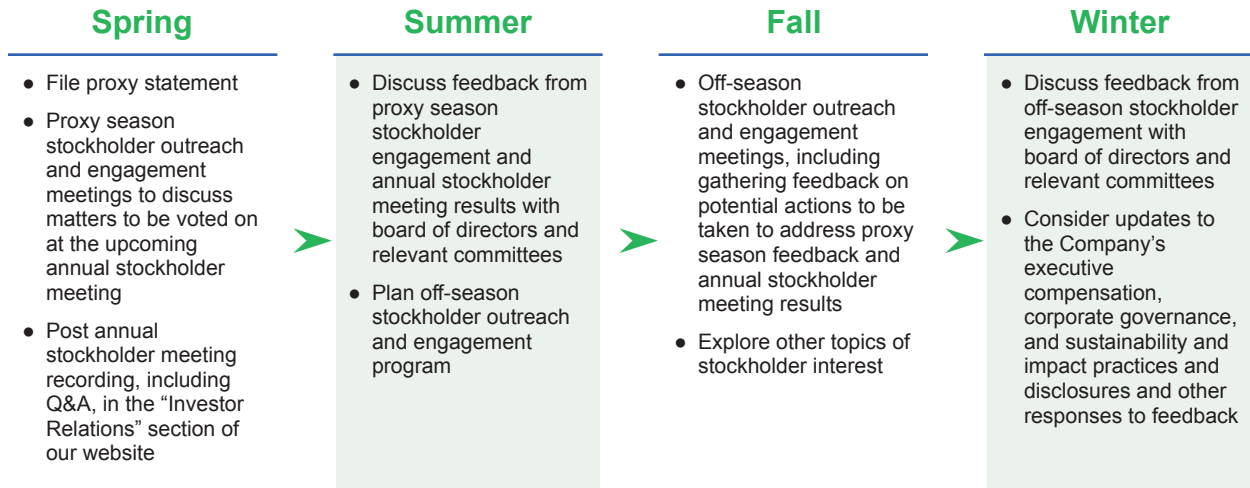 Spring
● File proxy statement
● Proxy season
stockholder outreach
and engagement
meetings to discuss
matters to be voted on
at the upcoming
annual stockholder
meeting
● Post annual
stockholder meeting
recording, including
Q&A, in the “Investor
Relations” section of
our website
Summer
● Discuss feedback from
proxy season
stockholder
engagement and
annual stockholder
meeting results with
board of directors and
relevant committees
● Plan off-season
stockholder outreach
and engagement
program
Fall
● Off-season
stockholder outreach
and engagement
meetings, including
gathering feedback on
potential actions to be
taken to address proxy
season feedback and
annual stockholder
meeting results
● Explore other topics of
stockholder interest
Winter
● Discuss feedback from
off-season stockholder
engagement with
board of directors and
relevant committees
● Consider updates to
the Company’s
executive
compensation,
corporate governance,
and sustainability and
impact practices and
disclosures and other
responses to feedback